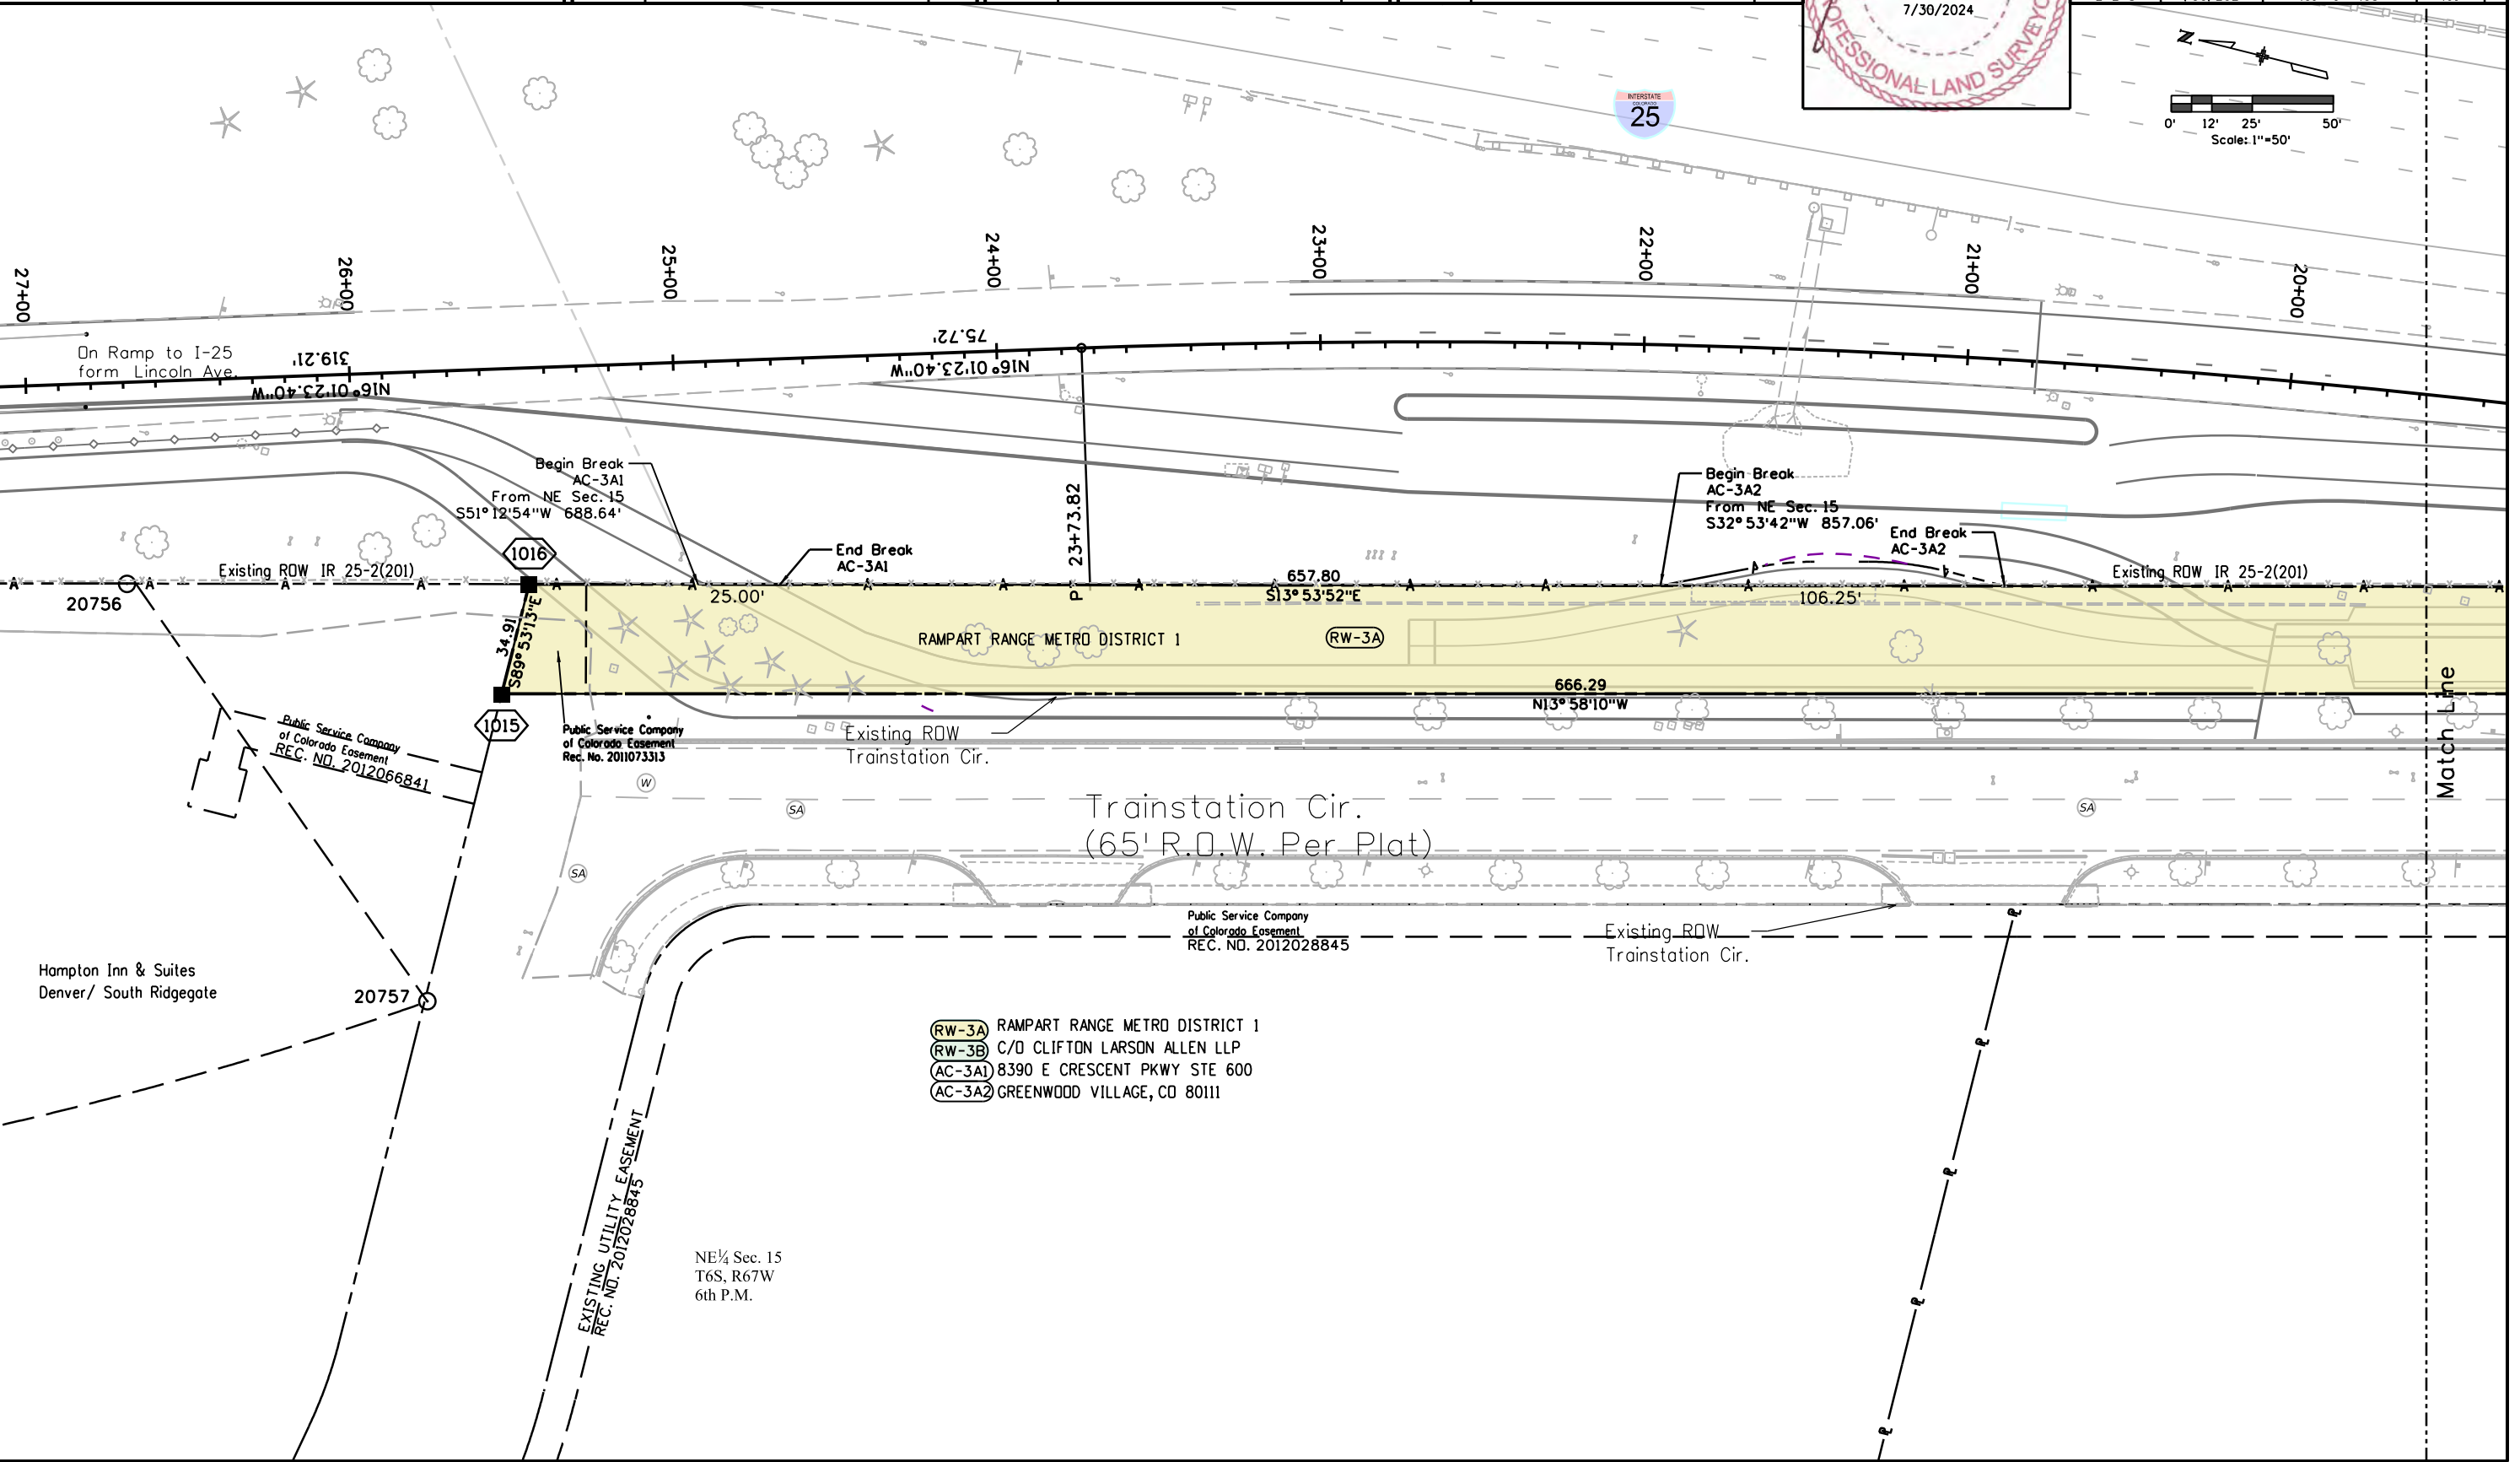 7/30/2024
OFESSIONAL LAND SURVEYO
N
0' 12' 25' 50'
Scale: 1"=50'
INTERSTATE
COLORADO
25
27+00
26+00
25+00
24+00
23+00
22+00
21+00
20+00
On Ramp to I-25
form Lincoln Ave.
319.21'
N16°01'23.40"W
75.72'
N16°01'23.40"W
Begin Break
AC-3A1
From NE Sec. 15
S51°12'54"W 688.64'
End Break
AC-3A1
P 23+73.82
Begin Break
AC-3A2
From NE Sec. 15
S32°53'42"W 857.06'
End Break
AC-3A2
1016
Existing ROW IR 25-2(201)
20756
657.80
S13°53'52"E
Existing ROW IR 25-2(201)
25.00'
106.25'
34.91
S89°53'13"E
RAMPART RANGE METRO DISTRICT 1
RW-3A
666.29
N13°58'10"W
1015
Public Service Company
of Colorado Easement
REC. NO. 2012066841
Public Service Company
of Colorado Easement
Rec. No. 2011073313
Existing ROW
Trainstation Cir.
Match Line
W
SA
SA
SA
Trainstation Cir.
(65' R.O.W. Per Plat)
Public Service Company
of Colorado Easement
REC. NO. 2012028845
Existing ROW
Trainstation Cir.
Hampton Inn & Suites
Denver/ South Ridgegate
20757
RW-3A RAMPART RANGE METRO DISTRICT 1
RW-3B C/O CLIFTON LARSON ALLEN LLP
AC-3A1 8390 E CRESCENT PKWY STE 600
AC-3A2 GREENWOOD VILLAGE, CO 80111
EXISTING UTILITY EASEMENT
REC. NO. 2012028845
NE¼ Sec. 15
T6S, R67W
6th P.M.